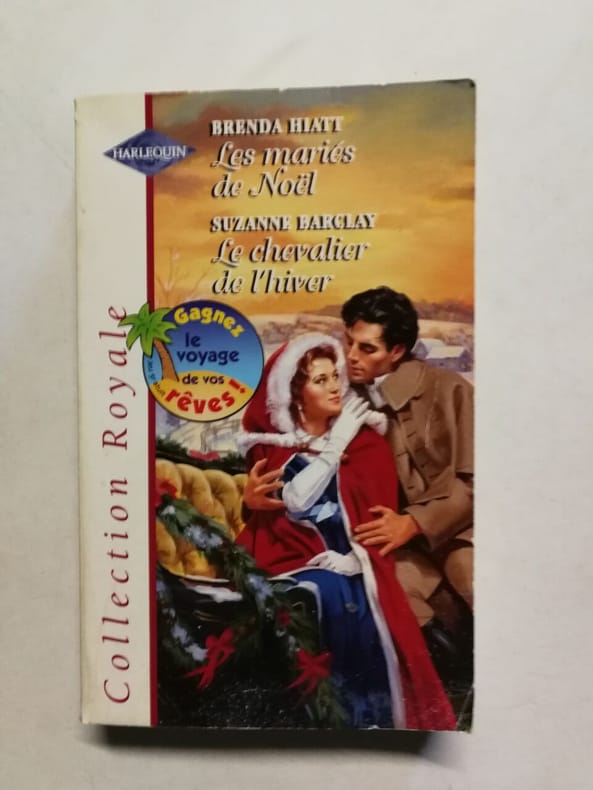 BRENDA HIATT
Les mariés
de Noël
SUZANNE BARCLAY
Le chevalier
de l'hiver
HARLEQUIN
Gagnez
le
voyage
de vos
rêves!
Collection Royale